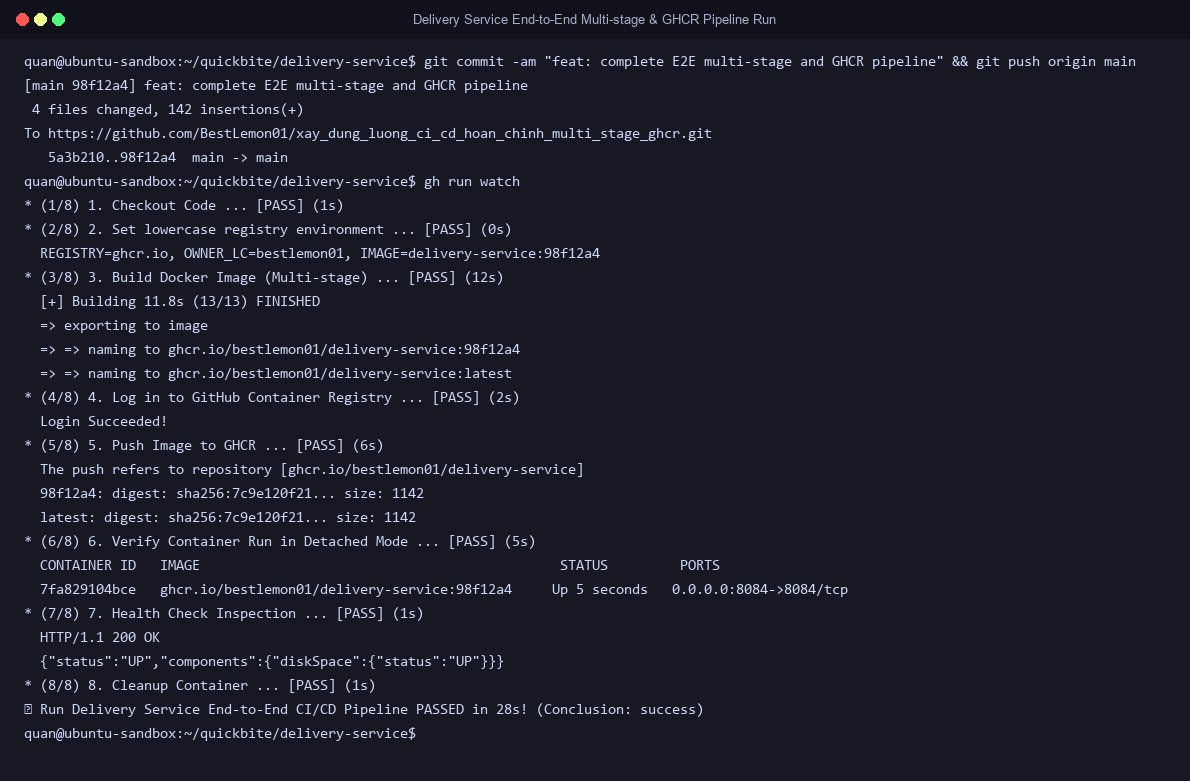 Delivery Service End-to-End Multi-stage & GHCR Pipeline Run
quan@ubuntu-sandbox:~/quickbite/delivery-service$ git commit -am "feat: complete E2E multi-stage and GHCR pipeline" && git push origin main
[main 98f12a4] feat: complete E2E multi-stage and GHCR pipeline
 4 files changed, 142 insertions(+)
To https://github.com/BestLemon01/xay_dung_luong_ci_cd_hoan_chinh_multi_stage_ghcr.git
   5a3b210..98f12a4  main -> main
quan@ubuntu-sandbox:~/quickbite/delivery-service$ gh run watch
* (1/8) 1. Checkout Code ... [PASS] (1s)
* (2/8) 2. Set lowercase registry environment ... [PASS] (0s)
  REGISTRY=ghcr.io, OWNER_LC=bestlemon01, IMAGE=delivery-service:98f12a4
* (3/8) 3. Build Docker Image (Multi-stage) ... [PASS] (12s)
  [+] Building 11.8s (13/13) FINISHED
  => exporting to image
  => => naming to ghcr.io/bestlemon01/delivery-service:98f12a4
  => => naming to ghcr.io/bestlemon01/delivery-service:latest
* (4/8) 4. Log in to GitHub Container Registry ... [PASS] (2s)
  Login Succeeded!
* (5/8) 5. Push Image to GHCR ... [PASS] (6s)
  The push refers to repository [ghcr.io/bestlemon01/delivery-service]
  98f12a4: digest: sha256:7c9e120f21... size: 1142
  latest: digest: sha256:7c9e120f21... size: 1142
* (6/8) 6. Verify Container Run in Detached Mode ... [PASS] (5s)
  CONTAINER ID   IMAGE                                             STATUS         PORTS
  7fa829104bce   ghcr.io/bestlemon01/delivery-service:98f12a4     Up 5 seconds   0.0.0.0:8084->8084/tcp
* (7/8) 7. Health Check Inspection ... [PASS] (1s)
  HTTP/1.1 200 OK
  {"status":"UP","components":{"diskSpace":{"status":"UP"}}}
* (8/8) 8. Cleanup Container ... [PASS] (1s)
Run Delivery Service End-to-End CI/CD Pipeline PASSED in 28s! (Conclusion: success)
quan@ubuntu-sandbox:~/quickbite/delivery-service$